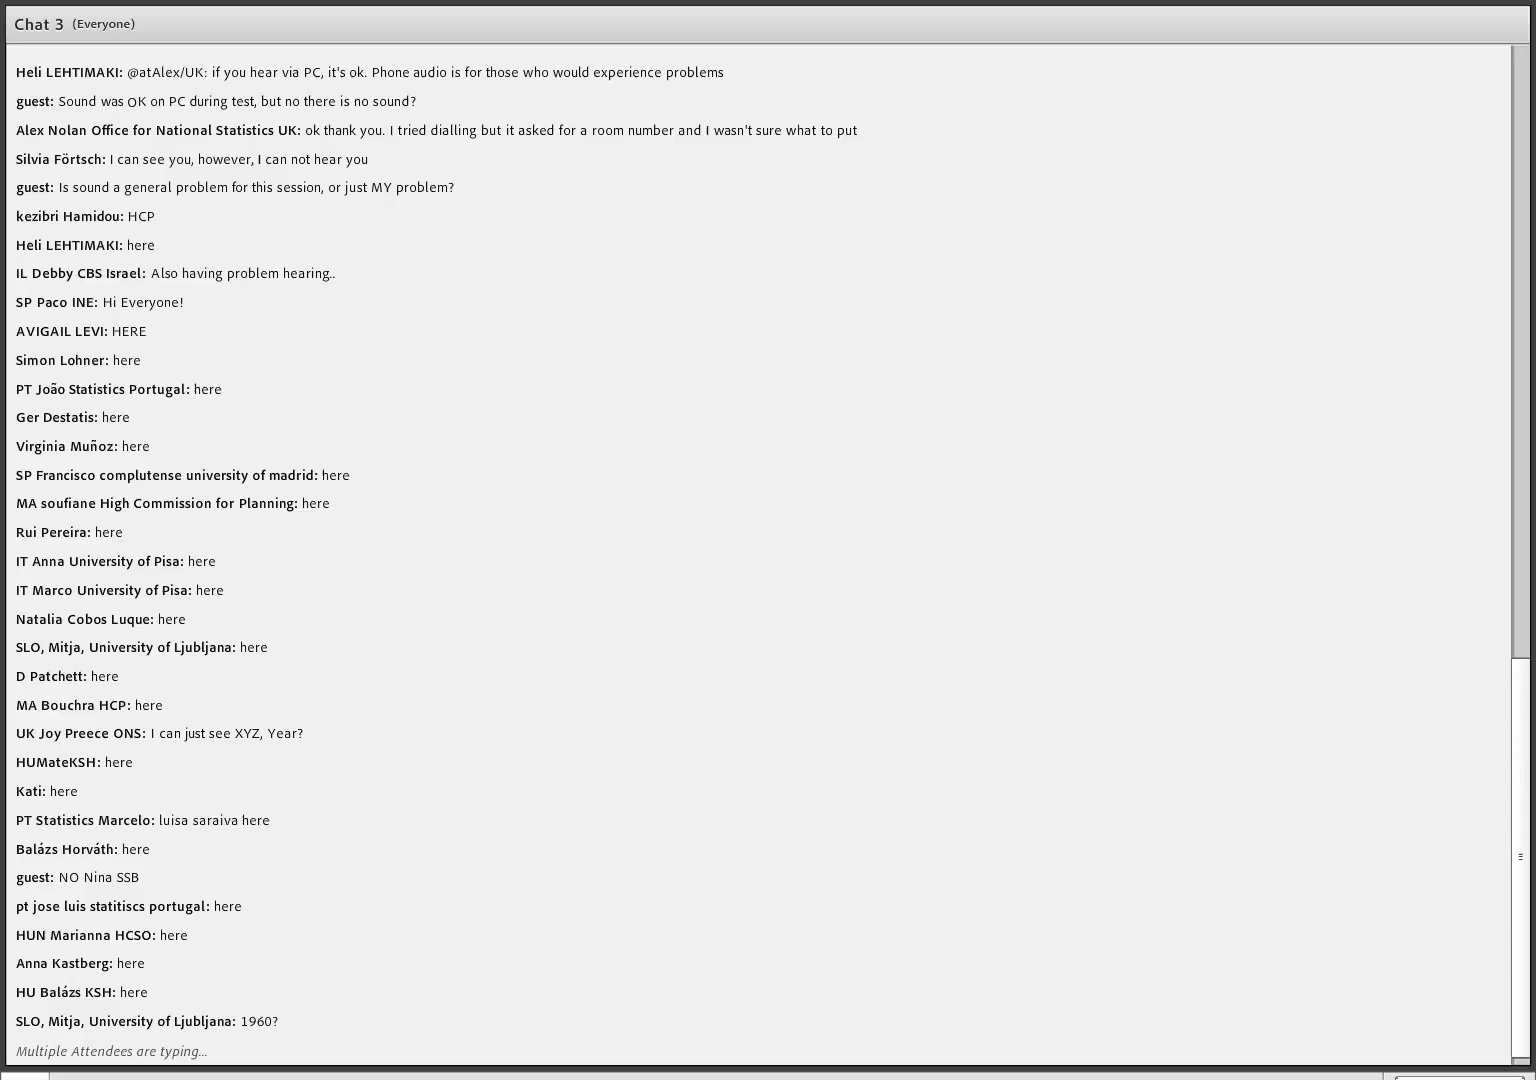 Chat 3 (Everyone)
Heli LEHTIMAKI: @atAlex/UK: if you hear via PC, it's ok. Phone audio is for those who would experience problems
guest: Sound was OK on PC during test, but no there is no sound?
Alex Nolan Office for National Statistics UK: ok thank you. I tried dialling but it asked for a room number and I wasn't sure what to put
Silvia Förtsch: I can see you, however, I can not hear you
guest: Is sound a general problem for this session, or just MY problem?
kezibri Hamidou: HCP
Heli LEHTIMAKI: here
IL Debby CBS Israel: Also having problem hearing..
SP Paco INE: Hi Everyone!
AVIGAIL LEVI: HERE
Simon Lohner: here
PT João Statistics Portugal: here
Ger Destatis: here
Virginia Muñoz: here
SP Francisco complutense university of madrid: here
MA soufiane High Commission for Planning: here
Rui Pereira: here
IT Anna University of Pisa: here
IT Marco University of Pisa: here
Natalia Cobos Luque: here
SLO, Mitja, University of Ljubljana: here
D Patchett: here
MA Bouchra HCP: here
UK Joy Preece ONS: I can just see XYZ, Year?
HUMateKSH: here
Kati: here
PT Statistics Marcelo: luisa saraiva here
Balázs Horváth: here
guest: NO Nina SSB
pt jose luis statitiscs portugal: here
HUN Marianna HCSO: here
Anna Kastberg: here
HU Balázs KSH: here
SLO, Mitja, University of Ljubljana: 1960?
Multiple Attendees are typing...